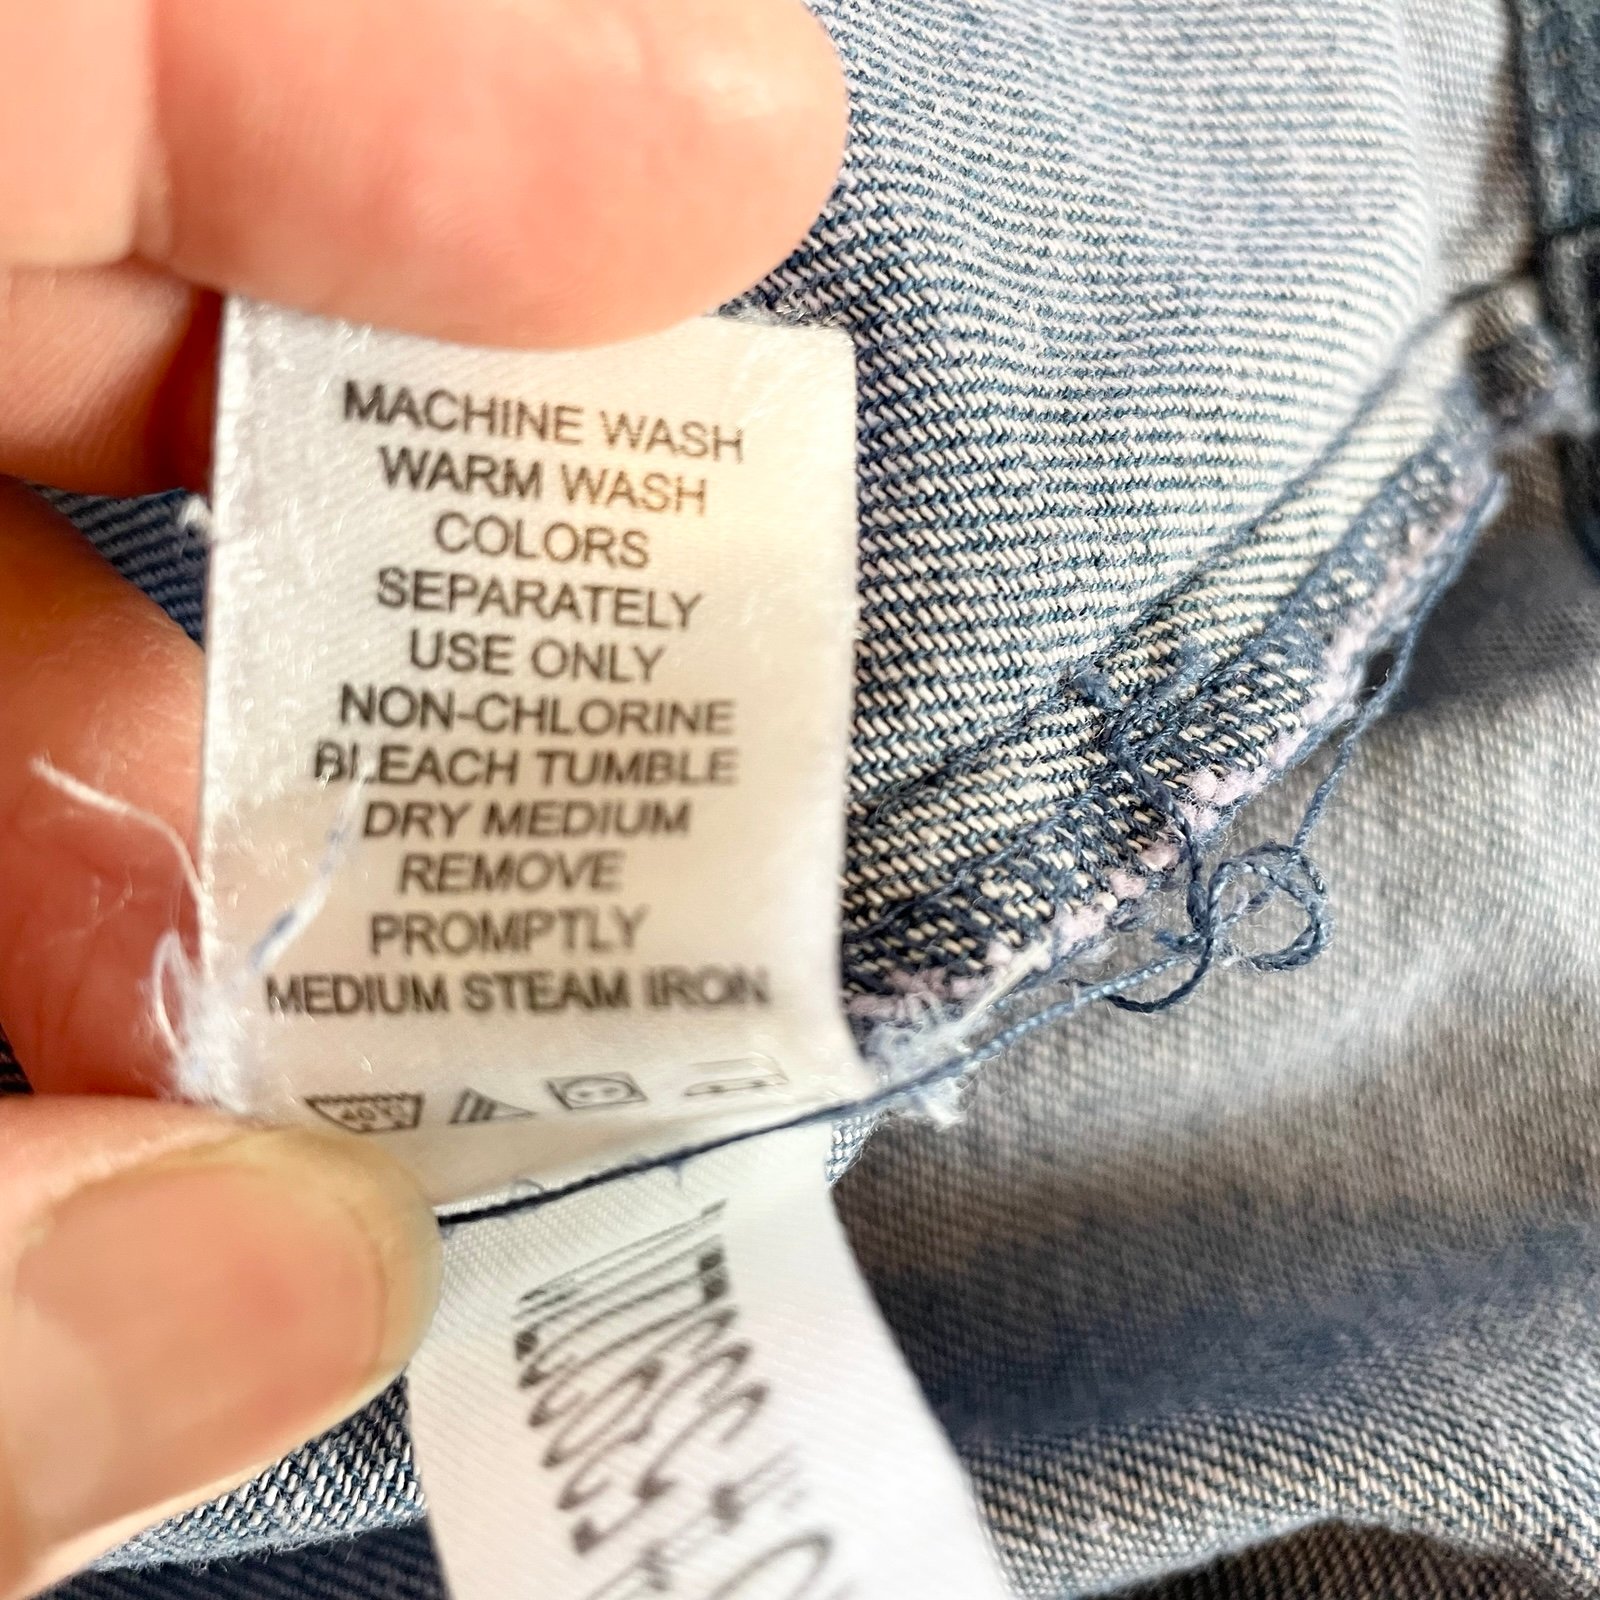 MACHINE WASH
WARM WASH
COLORS
SEPARATELY
USE ONLY
NON-CHLORINE
BLEACH TUMBLE
DRY MEDIUM
REMOVE
PROMPTLY
MEDIUM STEAM IRON
40°C